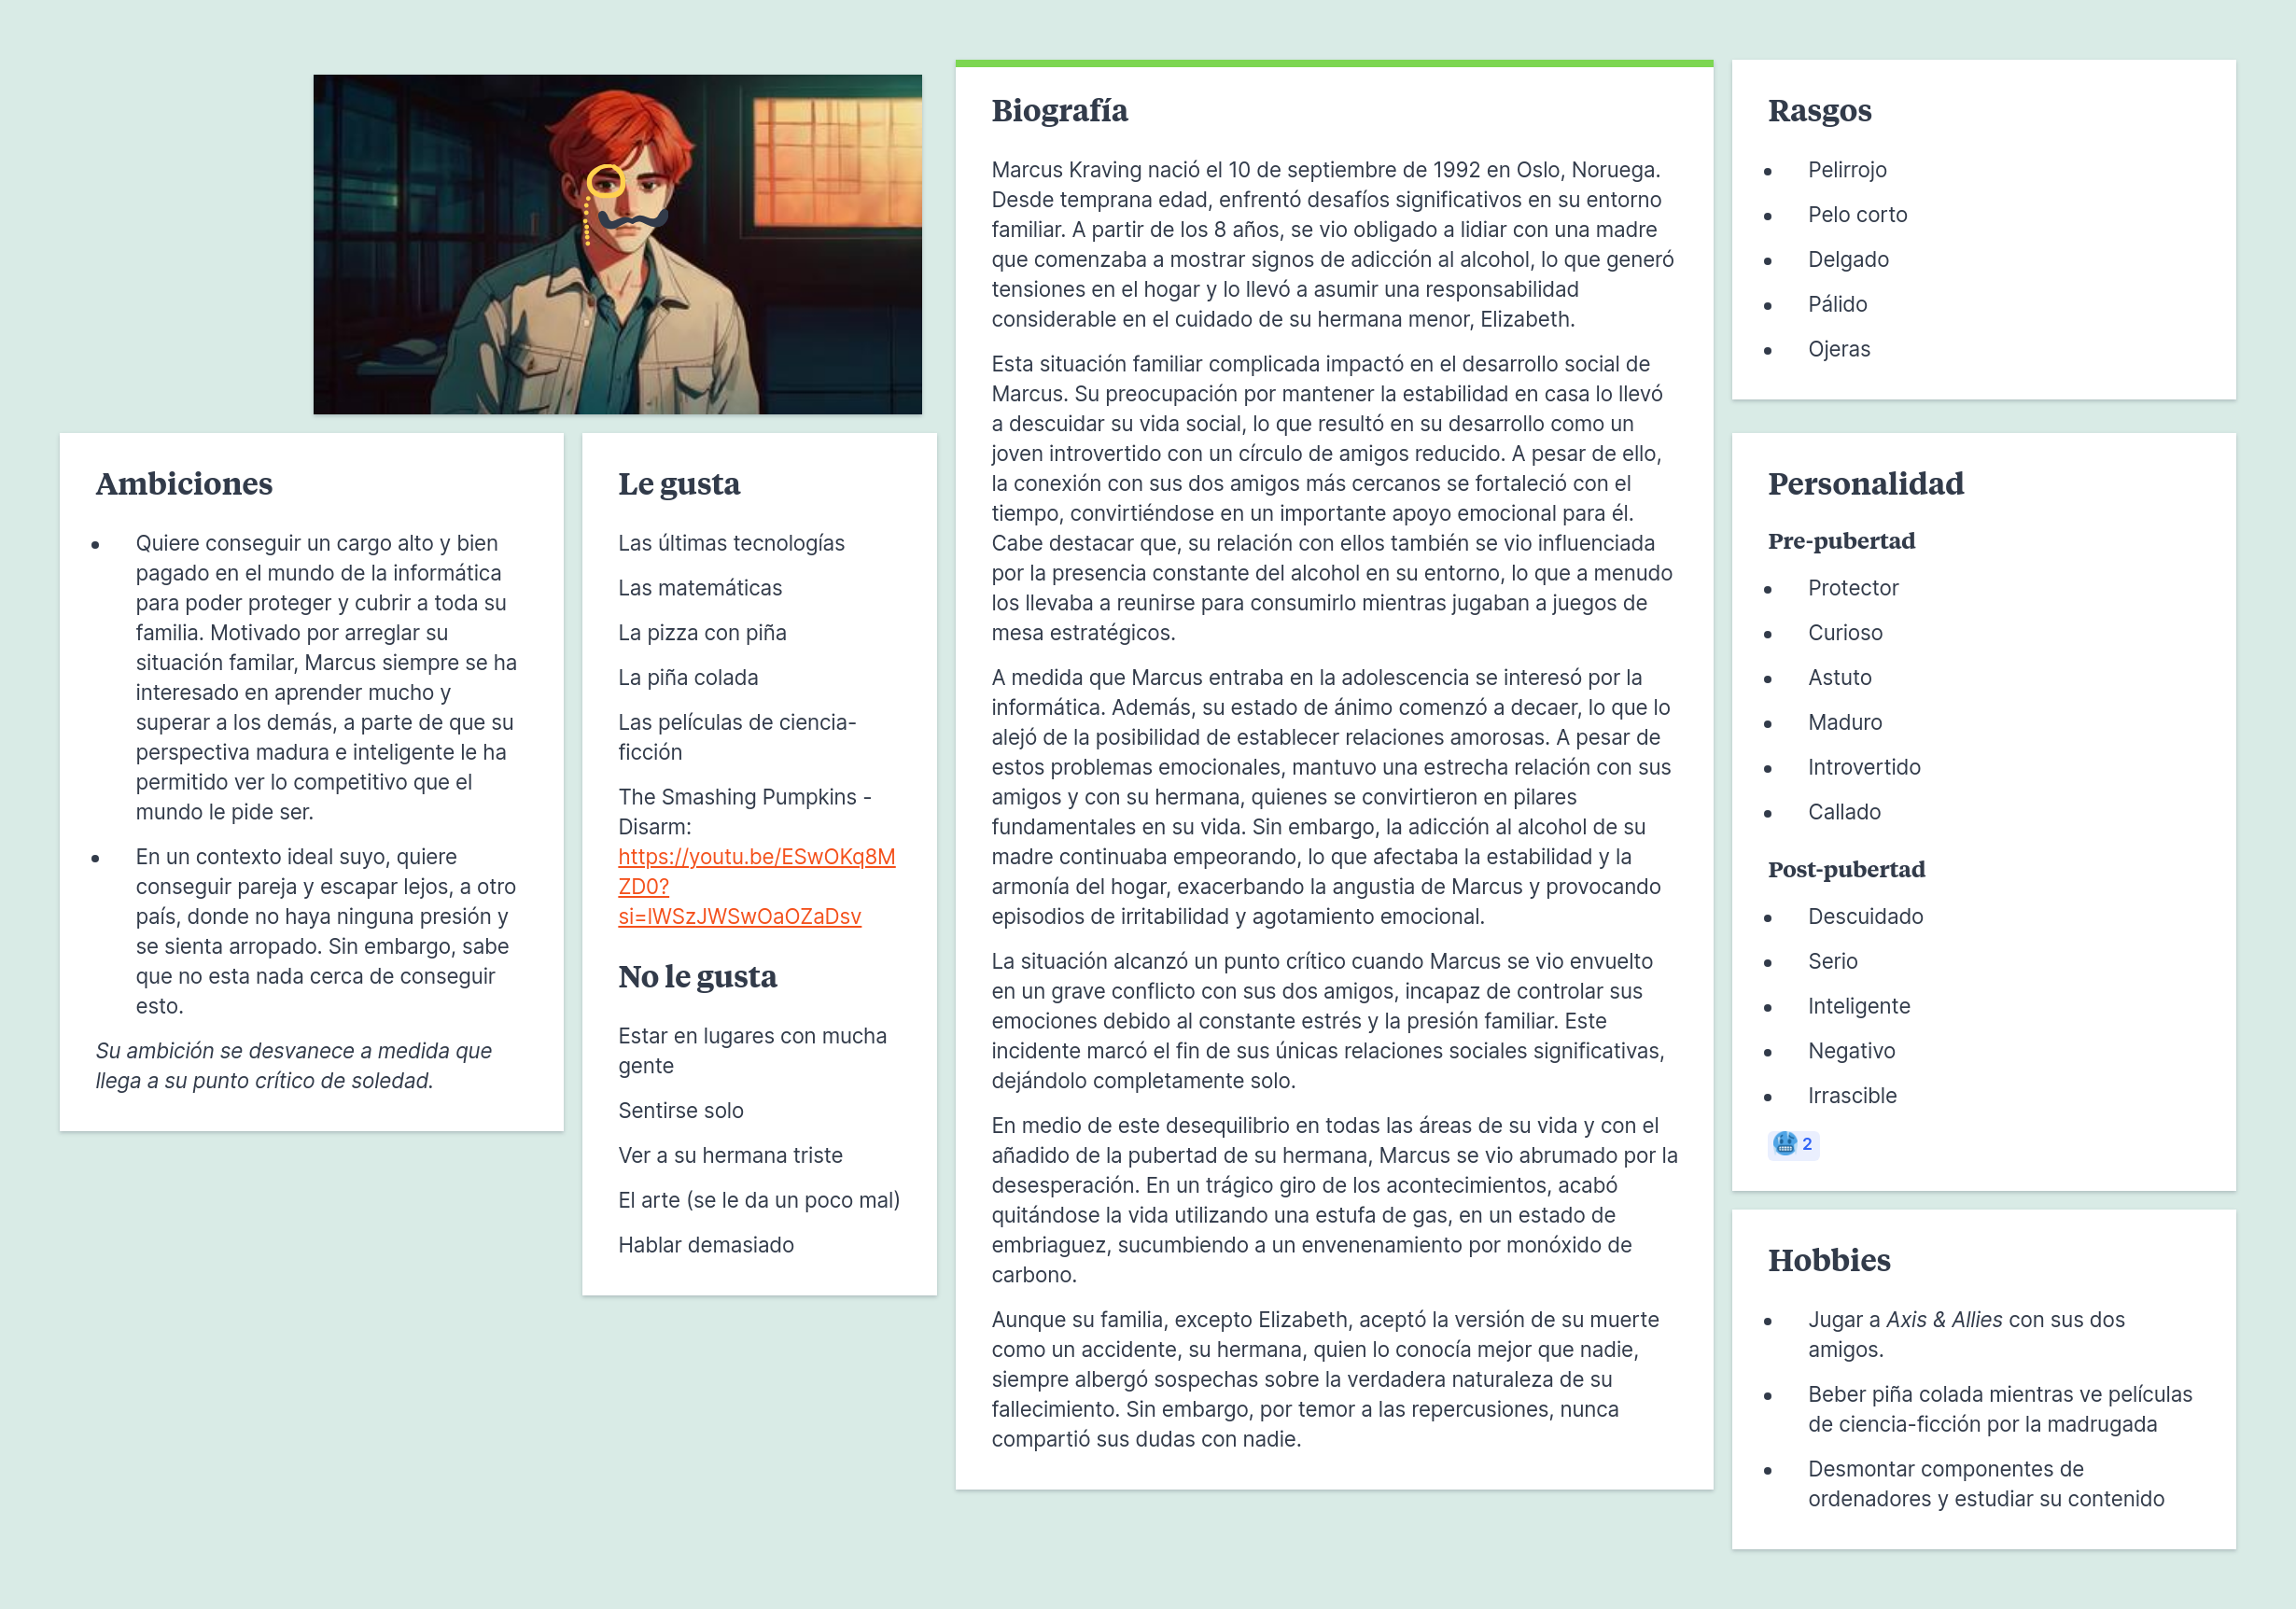 Ambiciones
Quiere conseguir un cargo alto y bien
pagado en el mundo de la informática
para poder proteger y cubrir a toda su
familia. Motivado por arreglar su
situación familar, Marcus siempre se ha
interesado en aprender mucho y
superar a los demás, a parte de que su
perspectiva madura e inteligente le ha
permitido ver lo competitivo que el
mundo le pide ser.
En un contexto ideal suyo, quiere
conseguir pareja y escapar lejos, a otro
país, donde no haya ninguna presión y
se sienta arropado. Sin embargo, sabe
que no esta nada cerca de conseguir
esto.
Su ambición se desvanece a medida que
llega a su punto crítico de soledad.
Le gusta
Las últimas tecnologías
Las matemáticas
La pizza con piña
La piña colada
Las películas de ciencia-
ficción
The Smashing Pumpkins -
Disarm:
https://youtu.be/ESwOKq8M
ZD0?
si=lWSzJWSwOaOZaDsv
No le gusta
Estar en lugares con mucha
gente
Sentirse solo
Ver a su hermana triste
El arte (se le da un poco mal)
Hablar demasiado
Biografía
Marcus Kraving nació el 10 de septiembre de 1992 en Oslo, Noruega.
Desde temprana edad, enfrentó desafíos significativos en su entorno
familiar. A partir de los 8 años, se vio obligado a lidiar con una madre
que comenzaba a mostrar signos de adicción al alcohol, lo que generó
tensiones en el hogar y lo llevó a asumir una responsabilidad
considerable en el cuidado de su hermana menor, Elizabeth.
Esta situación familiar complicada impactó en el desarrollo social de
Marcus. Su preocupación por mantener la estabilidad en casa lo llevó
a descuidar su vida social, lo que resultó en su desarrollo como un
joven introvertido con un círculo de amigos reducido. A pesar de ello,
la conexión con sus dos amigos más cercanos se fortaleció con el
tiempo, convirtiéndose en un importante apoyo emocional para él.
Cabe destacar que, su relación con ellos también se vio influenciada
por la presencia constante del alcohol en su entorno, lo que a menudo
los llevaba a reunirse para consumirlo mientras jugaban a juegos de
mesa estratégicos.
A medida que Marcus entraba en la adolescencia se interesó por la
informática. Además, su estado de ánimo comenzó a decaer, lo que lo
alejó de la posibilidad de establecer relaciones amorosas. A pesar de
estos problemas emocionales, mantuvo una estrecha relación con sus
amigos y con su hermana, quienes se convirtieron en pilares
fundamentales en su vida. Sin embargo, la adicción al alcohol de su
madre continuaba empeorando, lo que afectaba la estabilidad y la
armonía del hogar, exacerbando la angustia de Marcus y provocando
episodios de irritabilidad y agotamiento emocional.
La situación alcanzó un punto crítico cuando Marcus se vio envuelto
en un grave conflicto con sus dos amigos, incapaz de controlar sus
emociones debido al constante estrés y la presión familiar. Este
incidente marcó el fin de sus únicas relaciones sociales significativas,
dejándolo completamente solo.
En medio de este desequilibrio en todas las áreas de su vida y con el
añadido de la pubertad de su hermana, Marcus se vio abrumado por la
desesperación. En un trágico giro de los acontecimientos, acabó
quitándose la vida utilizando una estufa de gas, en un estado de
embriaguez, sucumbiendo a un envenenamiento por monóxido de
carbono.
Aunque su familia, excepto Elizabeth, aceptó la versión de su muerte
como un accidente, su hermana, quien lo conocía mejor que nadie,
siempre albergó sospechas sobre la verdadera naturaleza de su
fallecimiento. Sin embargo, por temor a las repercusiones, nunca
compartió sus dudas con nadie.
Rasgos
Pelirrojo
Pelo corto
Delgado
Pálido
Ojeras
Personalidad
Pre-pubertad
Protector
Curioso
Astuto
Maduro
Introvertido
Callado
Post-pubertad
Descuidado
Serio
Inteligente
Negativo
Irrascible
2
Hobbies
Jugar a Axis & Allies con sus dos
amigos.
Beber piña colada mientras ve películas
de ciencia-ficción por la madrugada
Desmontar componentes de
ordenadores y estudiar su contenido